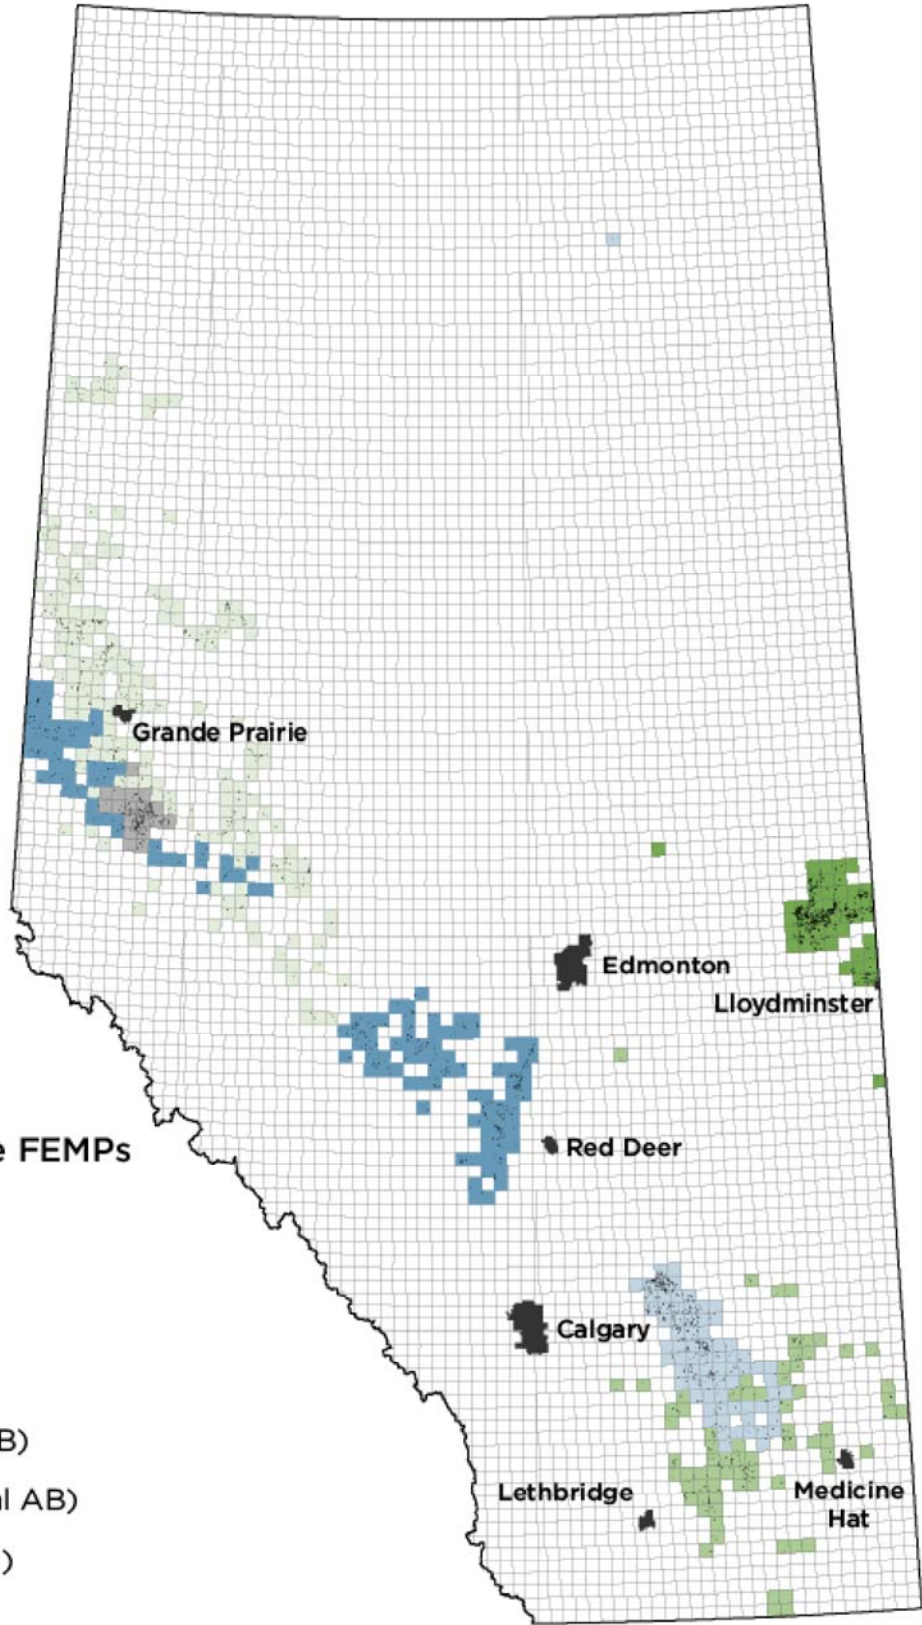 Grande Prairie
Edmonton
Lloydminster
Red Deer
FEMPs
Calgary
B)
AB)
Lethbridge
Medicine
Hat
)